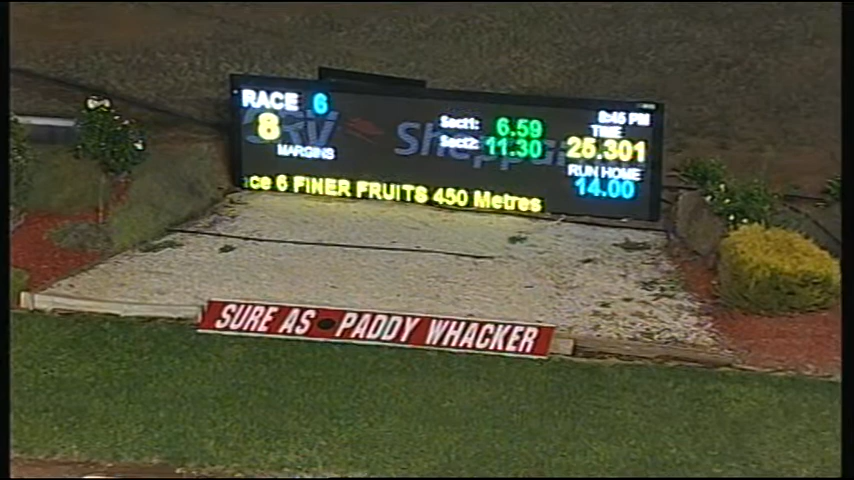 RACE 6
8
MARGINS
Sect1: 6.59
Sect2: 11.30
8:45 PM
TIME
25.301
RUN HOME
14.00
ce 6 FINER FRUITS 450 Metres
SURE AS PADDY WHACKER